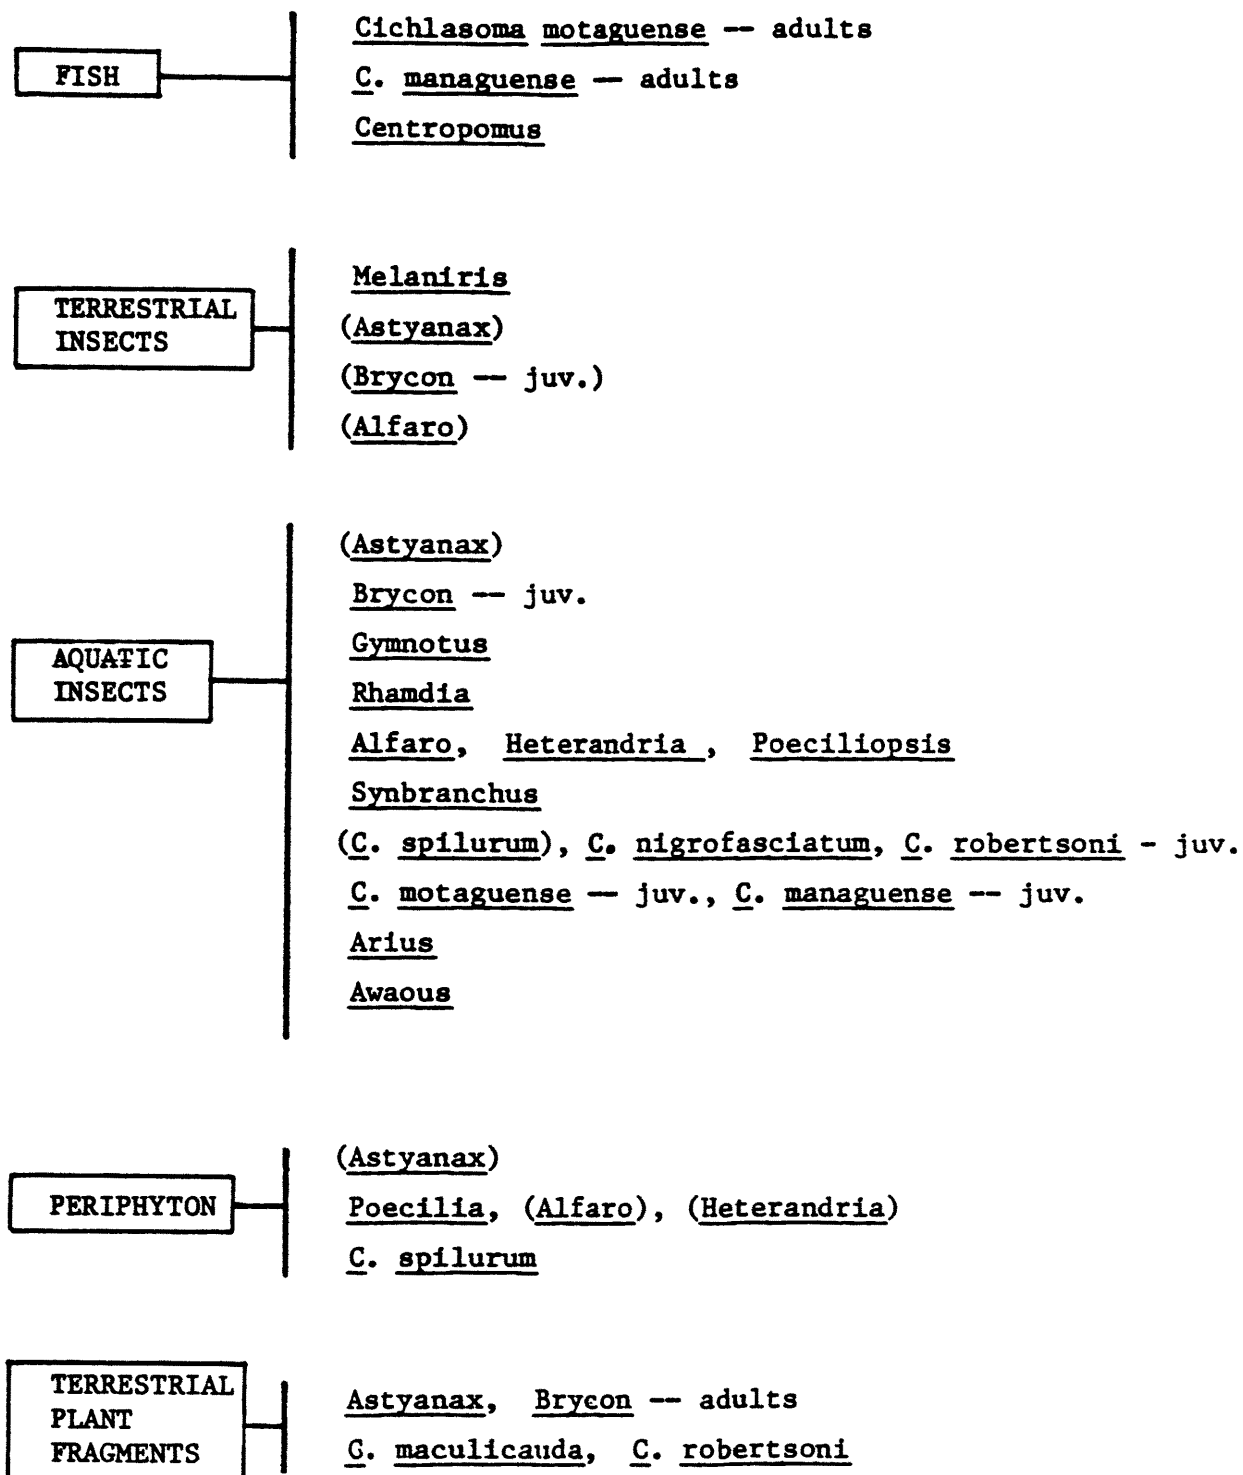 Cichlasoma motaguense -- adults
FISH
C. managuense -- adults
Centropomus
TERRESTRIAL
INSECTS
Melaniris
(Astyanax)
(Brycon -- juv.)
(Alfaro)
AQUATIC
INSECTS
(Astyanax)
Brycon -- juv.
Gymnotus
Rhamdia
Alfaro, Heterandria , Poeciliopsis
Synbranchus
(C. spilurum), C. nigrofasciatum, C. robertsoni - juv.
C. motaguense -- juv., C. managuense -- juv.
Arius
Awaous
PERIPHYTON
(Astyanax)
Poecilia, (Alfaro), (Heterandria)
C. spilurum
TERRESTRIAL
PLANT
FRAGMENTS
Astyanax, Brycon -- adults
C. maculicauda, C. robertsoni